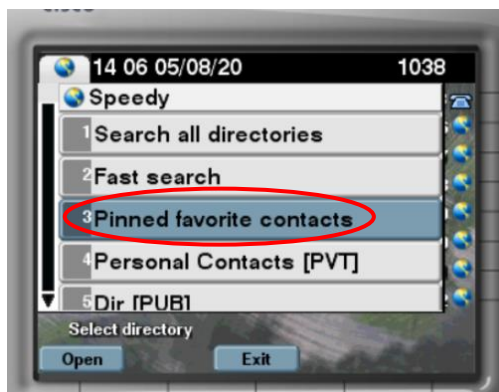 14 06 05/08/20 1038
Speedy
1 Search all directories
2 Fast search
3 Pinned favorite contacts
4 Personal Contacts [PVT]
5 Dir [PUB]
Select directory
Open Exit